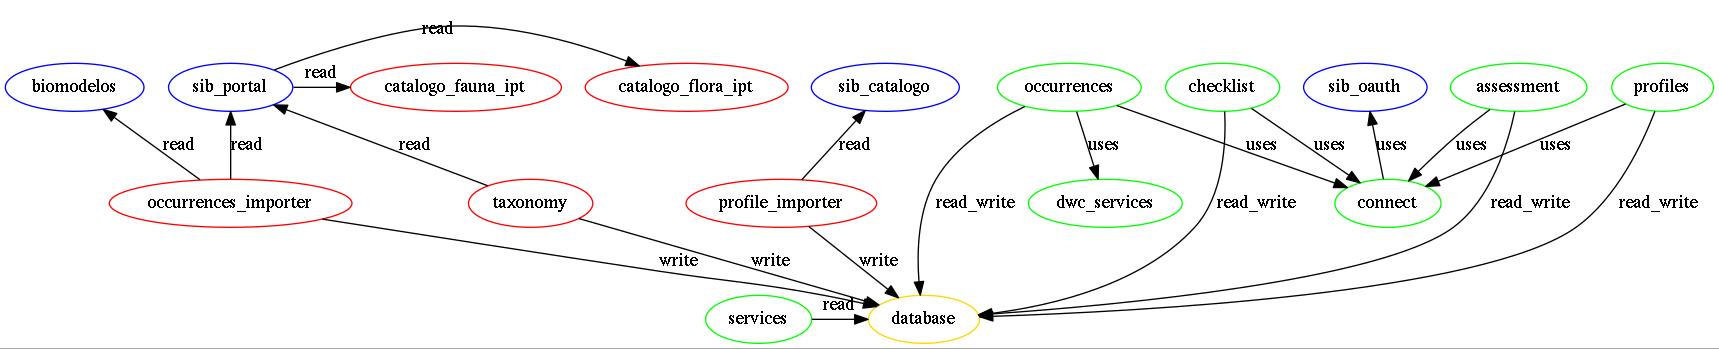 read
biomodelos
sib_portal
read
catalogo_fauna_ipt
catalogo_flora_ipt
sib_catalogo
occurrences
checklist
sib_oauth
assessment
profiles
read
read
read
read
uses
uses
uses
uses
uses
uses
occurrences_importer
taxonomy
profile_importer
read_write
dwc_services
read_write
connect
read_write
read_write
write
write
write
services
read
database